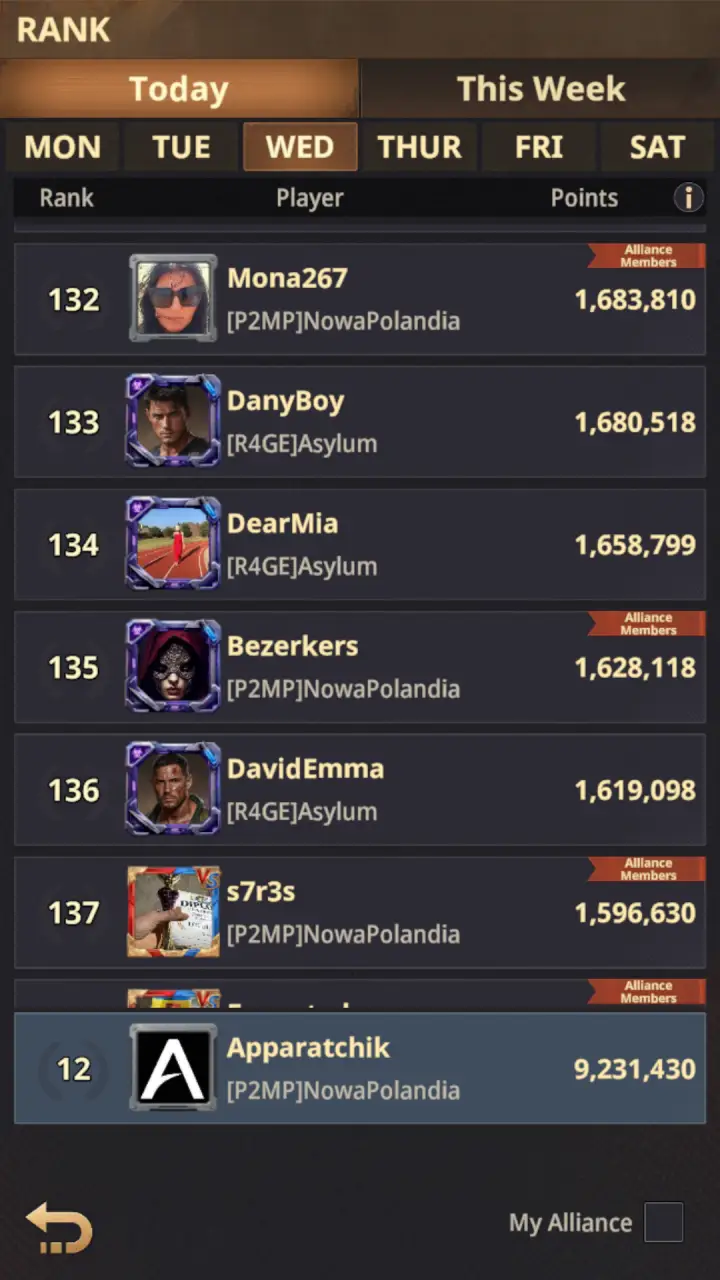 RANK
Today
This Week
MON
TUE
WED
THUR
FRI
SAT
Rank
Player
Points
Alliance
Members
132
Mona267
[P2MP]NowaPolandia
1,683,810
133
DanyBoy
[R4GE]Asylum
1,680,518
134
DearMia
[R4GE]Asylum
1,658,799
Alliance
Members
135
Bezerkers
[P2MP]NowaPolandia
1,628,118
136
DavidEmma
[R4GE]Asylum
1,619,098
Alliance
Members
137
VS
s7r3s
[P2MP]NowaPolandia
1,596,630
Alliance
Members
VS
12
A
Apparatchik
[P2MP]NowaPolandia
9,231,430
My Alliance